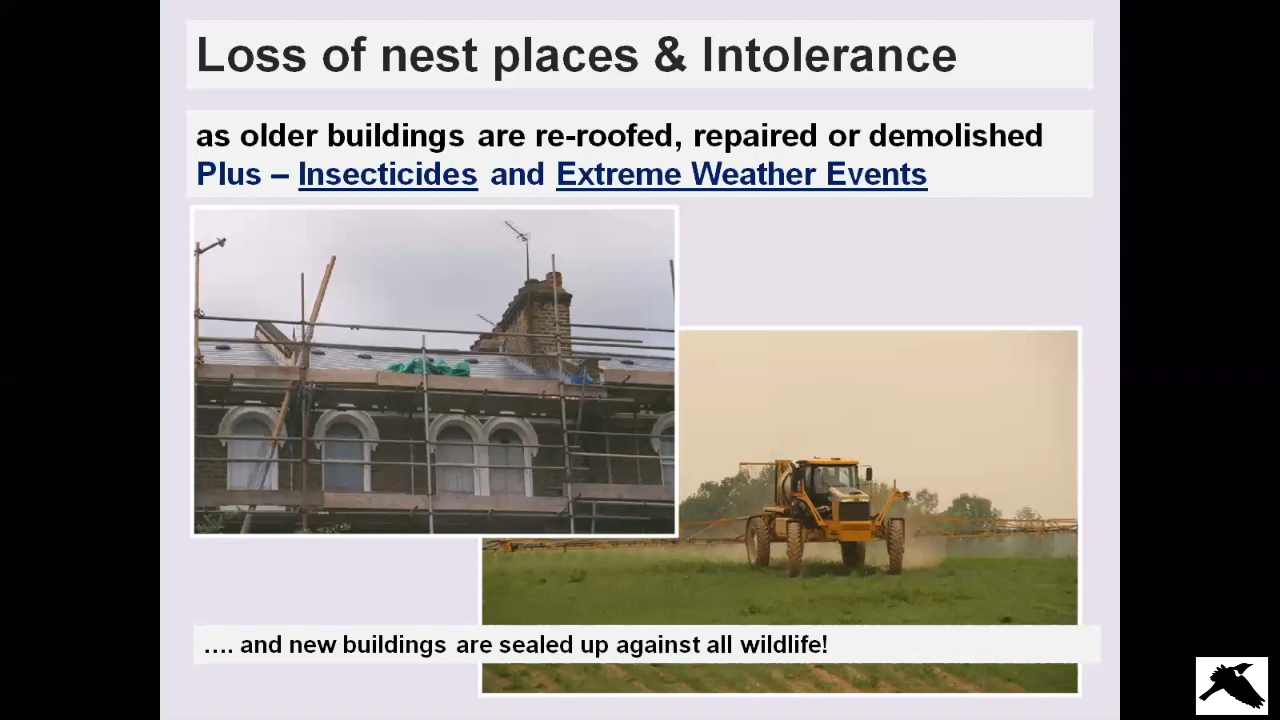 Loss of nest places & Intolerance
as older buildings are re-roofed, repaired or demolished
Plus – Insecticides and Extreme Weather Events
…. and new buildings are sealed up against all wildlife!